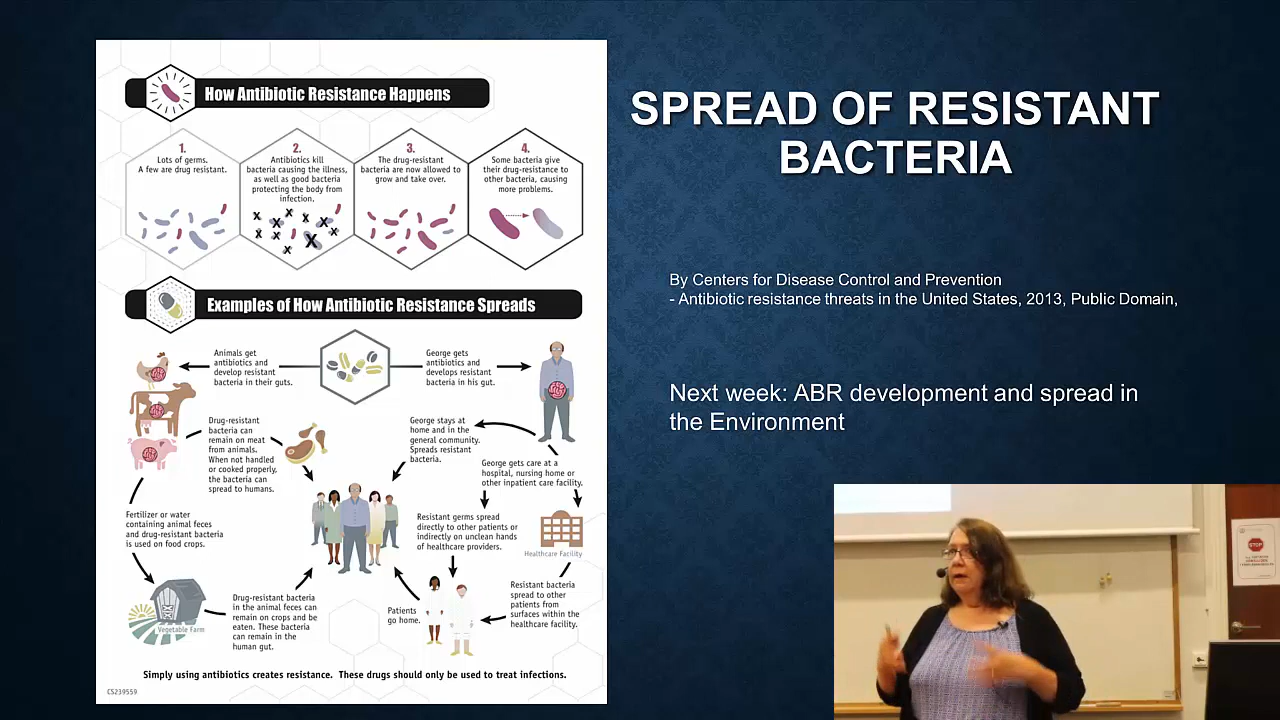 How Antibiotic Resistance Happens
1.
Lots of germs.
A few are drug resistant.
2.
Antibiotics kill
bacteria causing the illness,
as well as good bacteria
protecting the body from
infection.
3.
The drug-resistant
bacteria are now allowed to
grow and take over.
4.
Some bacteria give
their drug-resistance to
other bacteria, causing
more problems.
Examples of How Antibiotic Resistance Spreads
Animals get
antibiotics and
develop resistant
bacteria in their guts.
George gets
antibiotics and
develops resistant
bacteria in his gut.
Drug-resistant
bacteria can
remain on meat
from animals.
When not handled
or cooked properly,
the bacteria can
spread to humans.
George stays at
home and in the
general community.
Spreads resistant
bacteria.
George gets care at a
hospital, nursing home or
other inpatient care facility.
Fertilizer or water
containing animal feces
and drug-resistant bacteria
is used on food crops.
Resistant germs spread
directly to other patients or
indirectly on unclean hands
of healthcare providers.
Healthcare Facility
Vegetable Farm
Drug-resistant bacteria
in the animal feces can
remain on crops and be
eaten. These bacteria
can remain in the
human gut.
Patients
go home.
Resistant bacteria
spread to other
patients from
surfaces within the
healthcare facility.
Simply using antibiotics creates resistance. These drugs should only be used to treat infections.
CS239559
SPREAD OF RESISTANT
BACTERIA
By Centers for Disease Control and Prevention
- Antibiotic resistance threats in the United States, 2013, Public Domain,
Next week: ABR development and spread in
the Environment
STOP